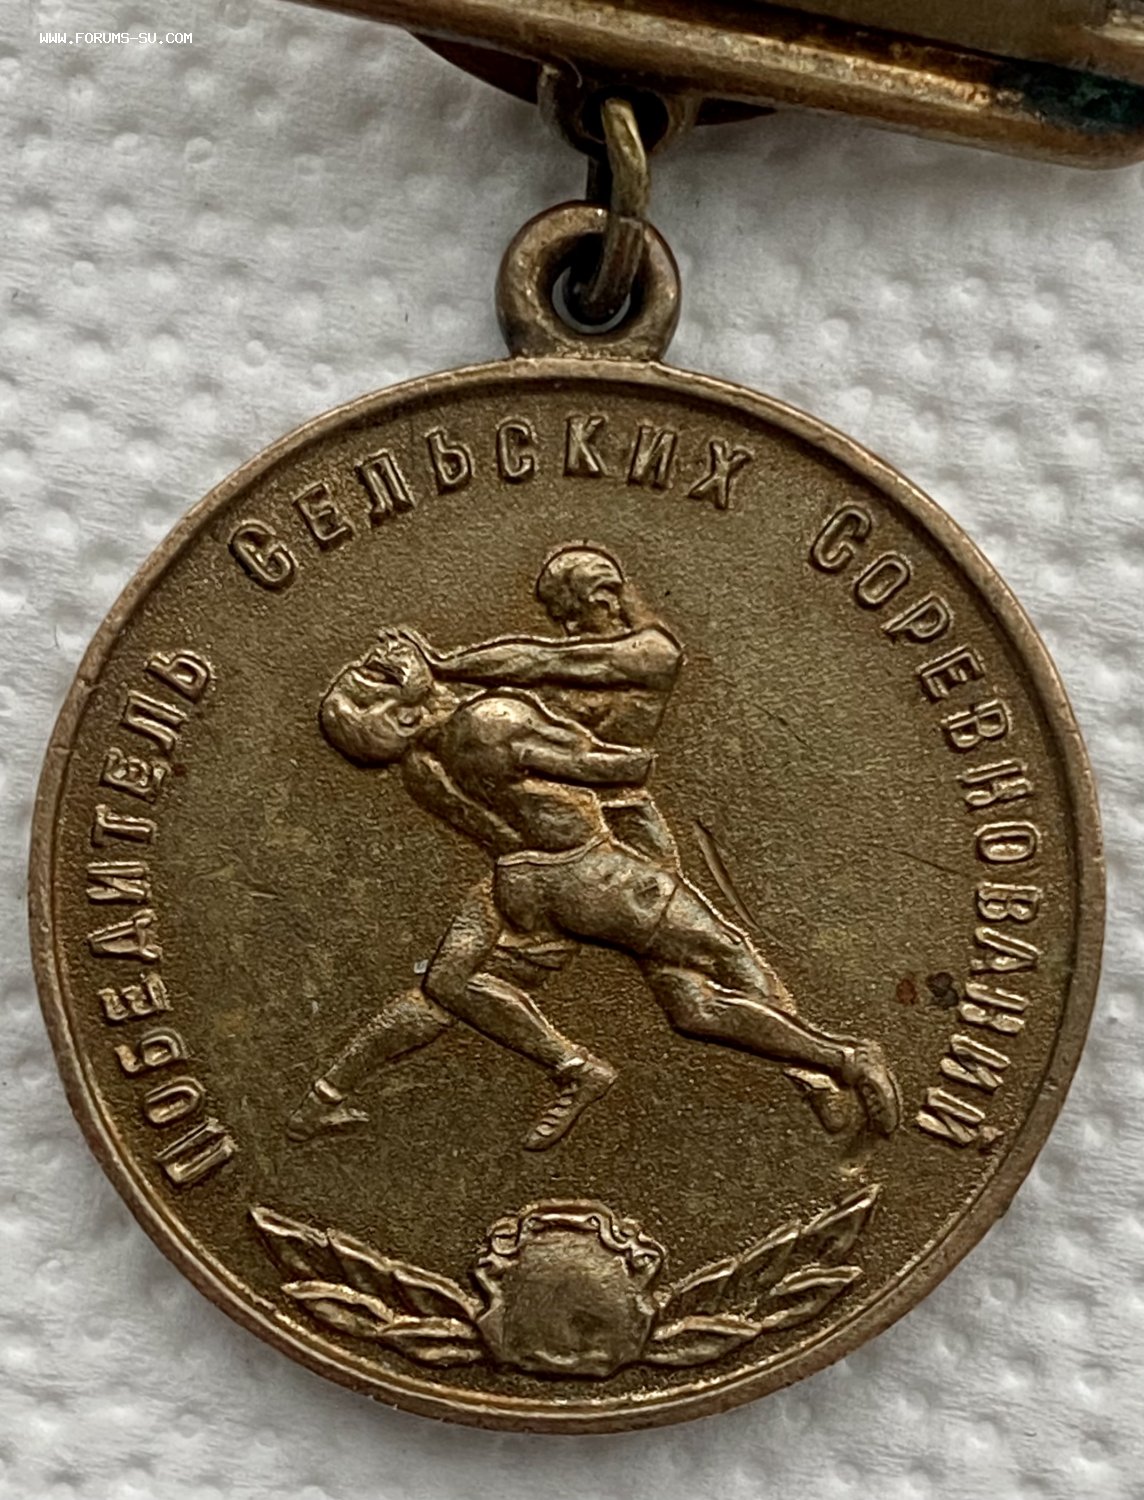 WWW.FORUMS-SU.COM
ПОБЕДИТЕЛЬ СЕЛЬСКИХ СОРЕВНОВАНИЙ